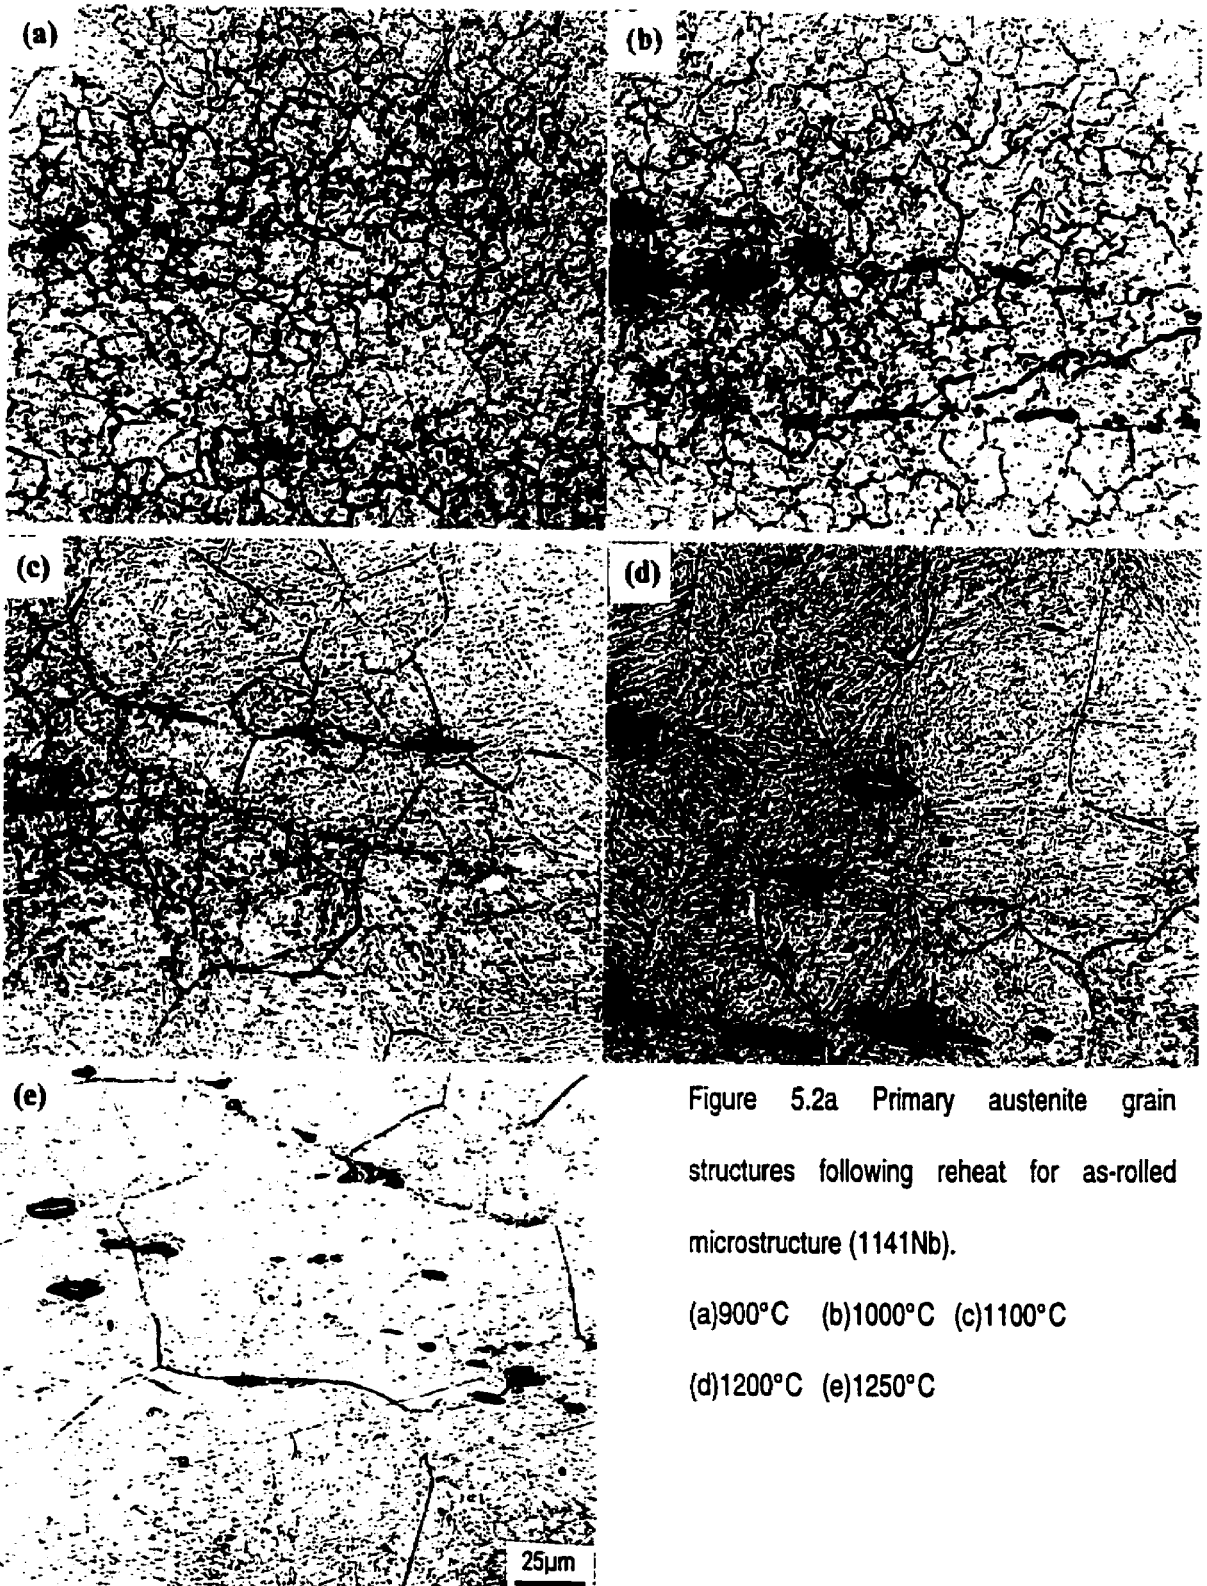 (a)
(b)
(c)
(d)
(e)
25µm
Figure 5.2a Primary austenite grain
structures following reheat for as-rolled
microstructure (1141Nb).
(a)900°C (b)1000°C (c)1100°C
(d)1200°C (e)1250°C